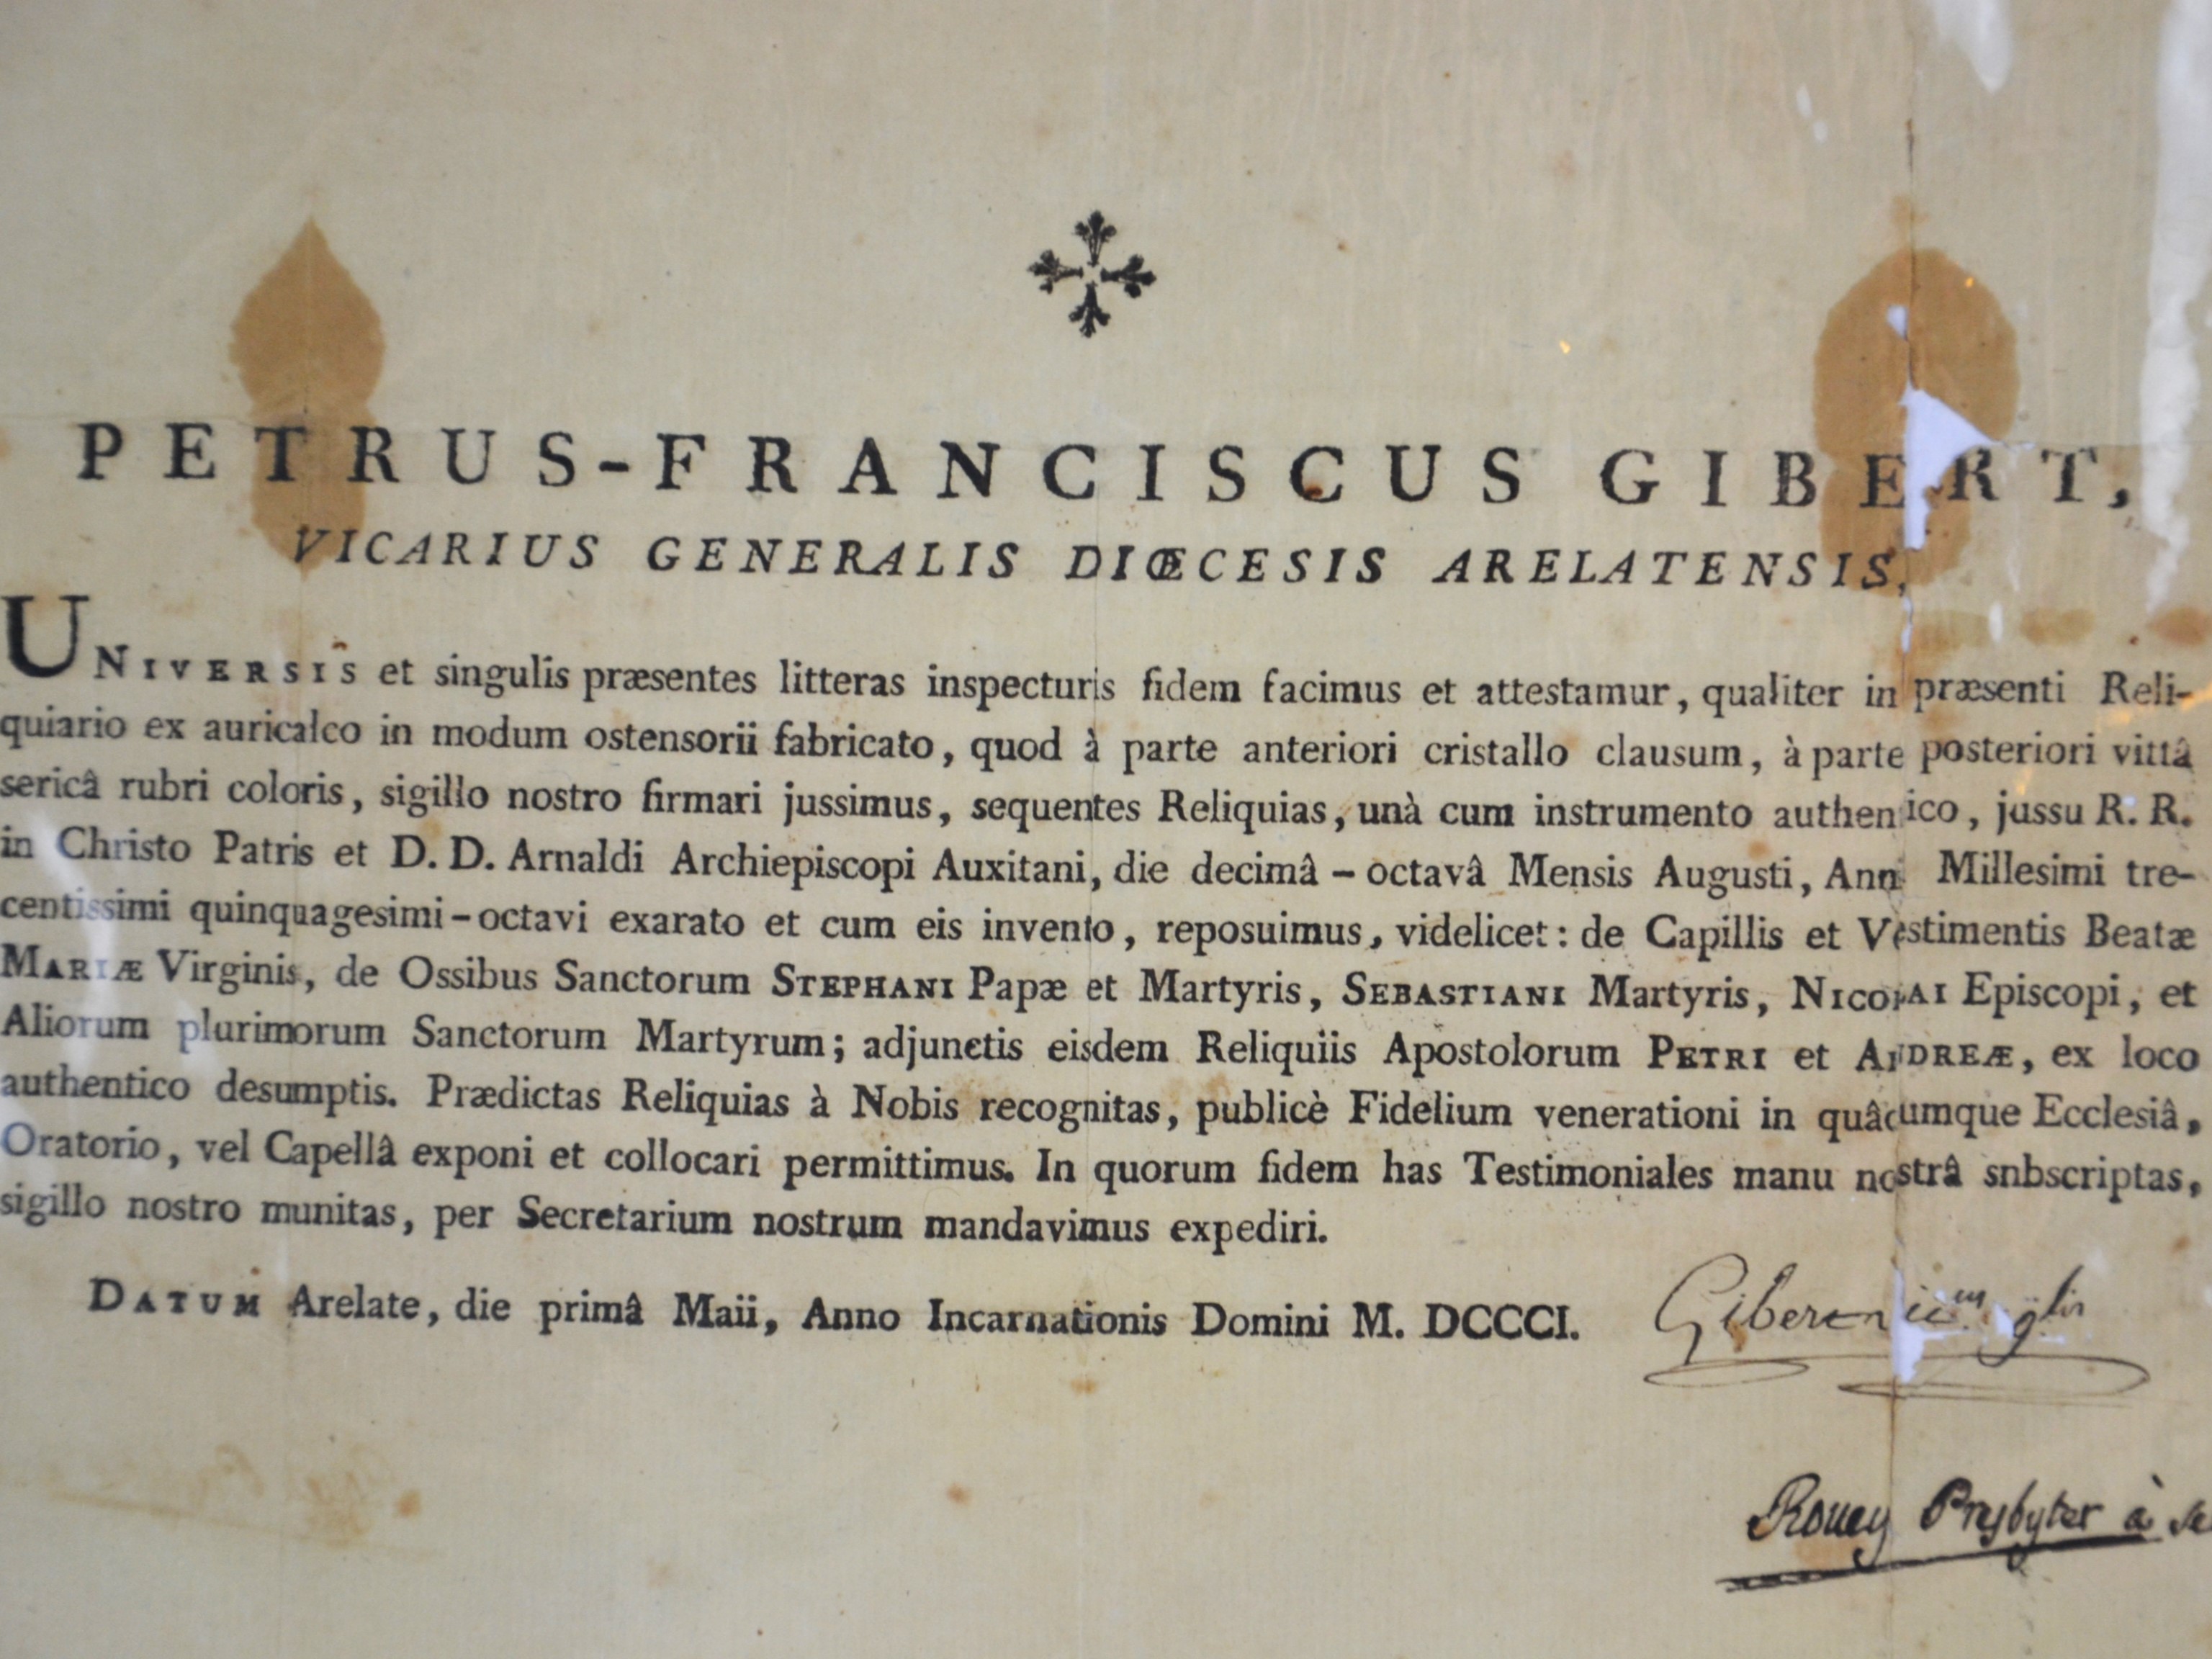 PETRUS-FRANCISCUS GIBERT,
VICARIUS GENERALIS DIŒCESIS ARELATENSIS,
UNIVERSIS et singulis præsentes litteras inspecturis fidem facimus et attestamur, qualiter in præsenti Reli-
quiario ex auricalco in modum ostensorii fabricato, quod à parte anteriori cristallo clausum, à parte posteriori vittâ
sericâ rubri coloris, sigillo nostro firmari jussimus, sequentes Reliquias, unà cum instrumento authen ico, jussu R. R.
in Christo Patris et D. D. Arnaldi Archiepiscopi Auxitani, die decimâ-octavâ Mensis Augusti, Ann Millesimi tre-
centissimi quinquagesimi-octavi exarato et cum eis invento, reposuimus, videlicet: de Capillis et Vestimentis Beatæ
MARIÆ Virginis, de Ossibus Sanctorum STEPHANI Papæ et Martyris, SEBASTIANI Martyris, NICOLAI Episcopi, et
Aliorum plurimorum Sanctorum Martyrum; adjunctis eisdem Reliquiis Apostolorum PETRI et ANDREÆ, ex loco
authentico desumptis. Prædictas Reliquias à Nobis recognitas, publicè Fidelium venerationi in quâcumque Ecclesiâ,
Oratorio, vel Capellâ exponi et collocari permittimus. In quorum fidem has Testimoniales manu nostrâ snbscriptas,
sigillo nostro munitas, per Secretarium nostrum mandavimus expediri.
DATUM Arelate, die primâ Maii, Anno Incarnationis Domini M. DCCCI.
Rouey Presbyter à